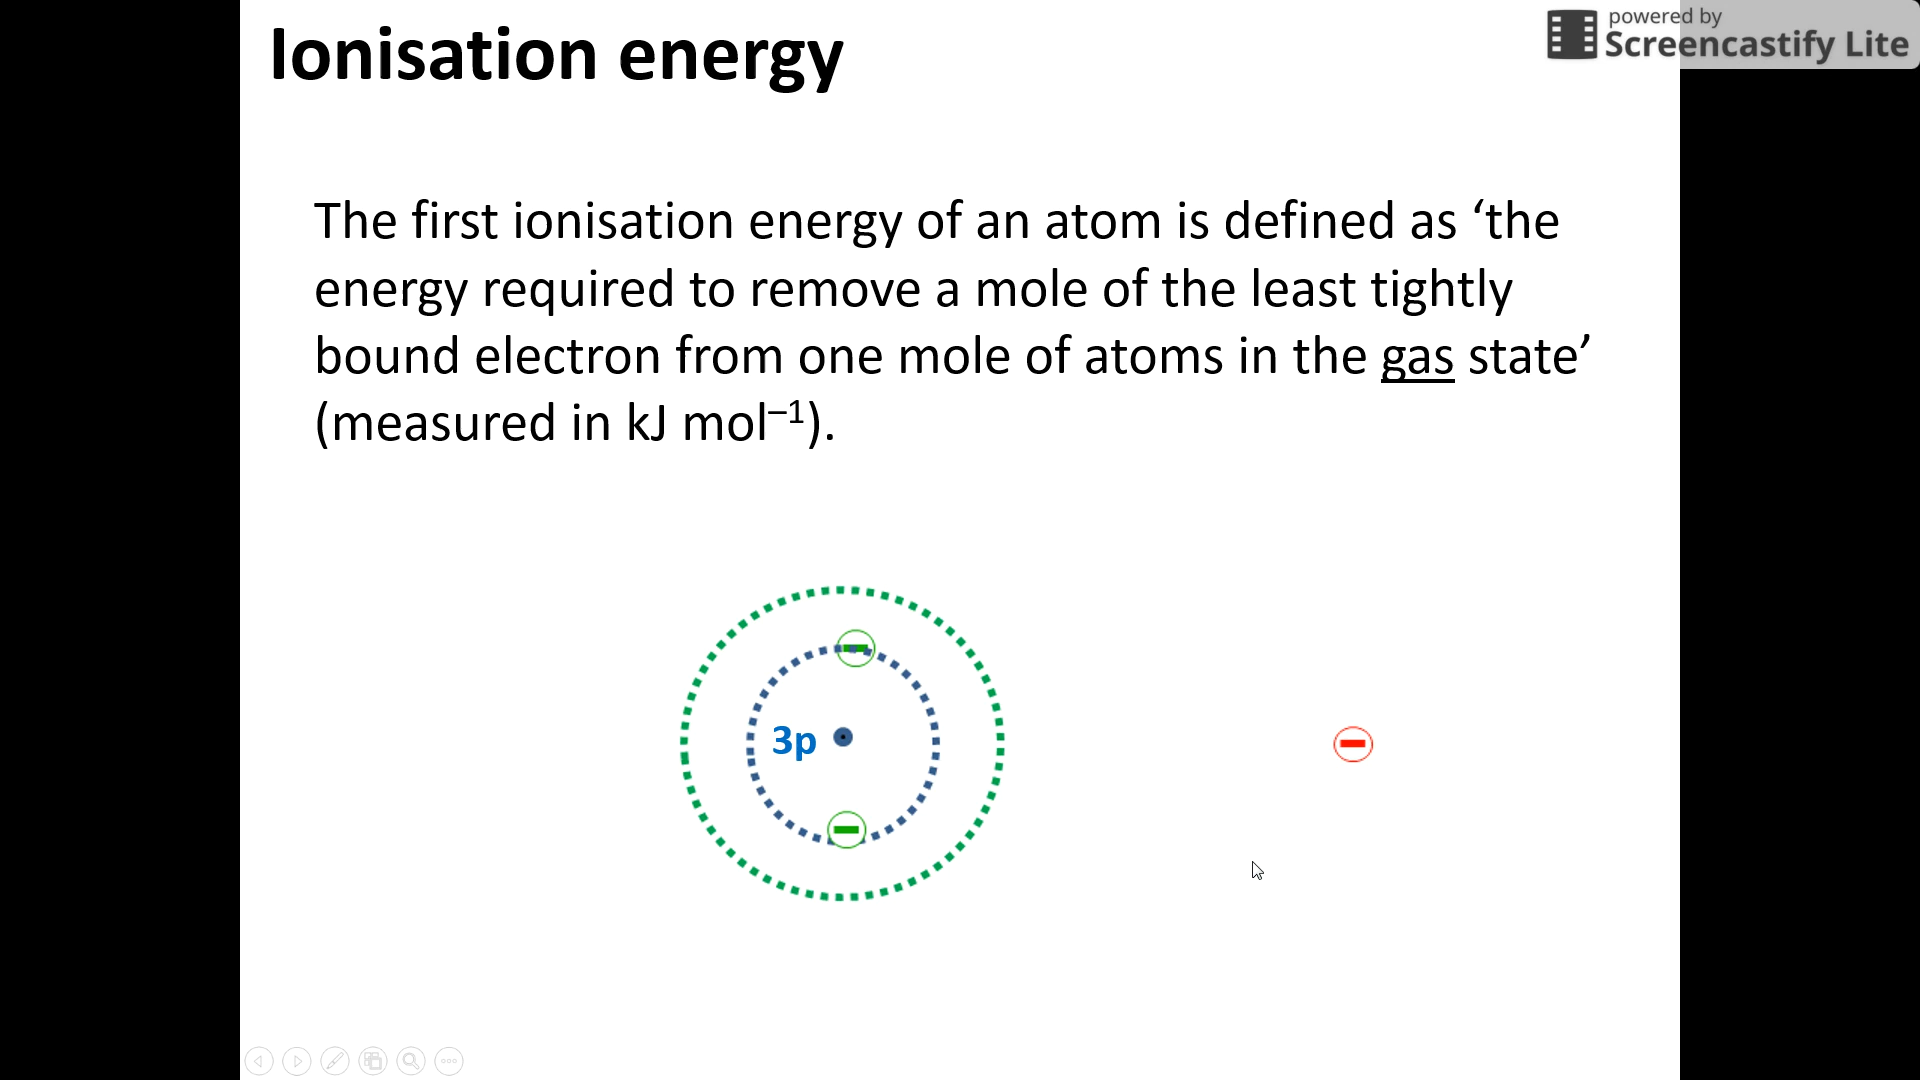 Ionisation energy
powered by
Screencastify Lite
The first ionisation energy of an atom is defined as ‘the
energy required to remove a mole of the least tightly
bound electron from one mole of atoms in the gas state’
(measured in kJ mol⁻¹).
3p